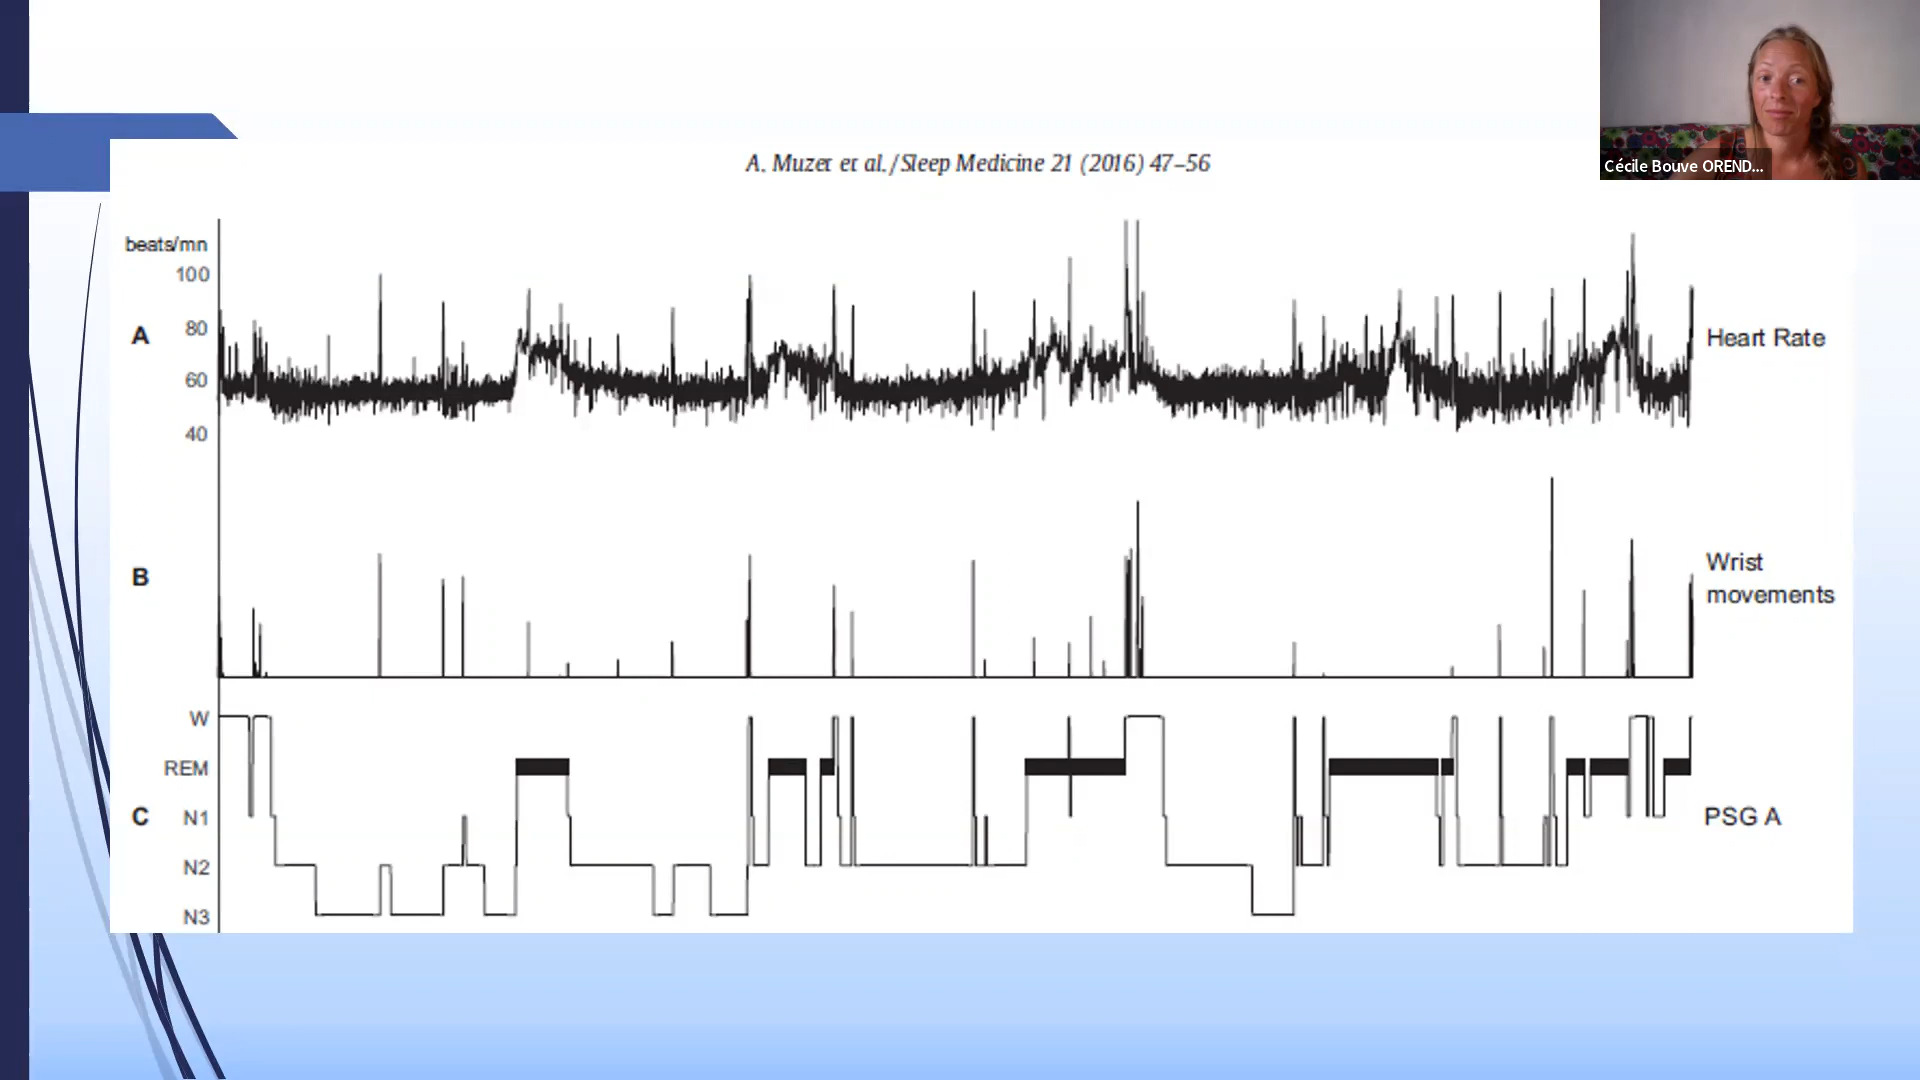 Cécile Bouve OREND...
A. Muzet et al./Sleep Medicine 21 (2016) 47–56
beats/mn
100
80
60
40
A
Heart Rate
B
Wrist
movements
W
REM
N1
N2
N3
C
PSG A